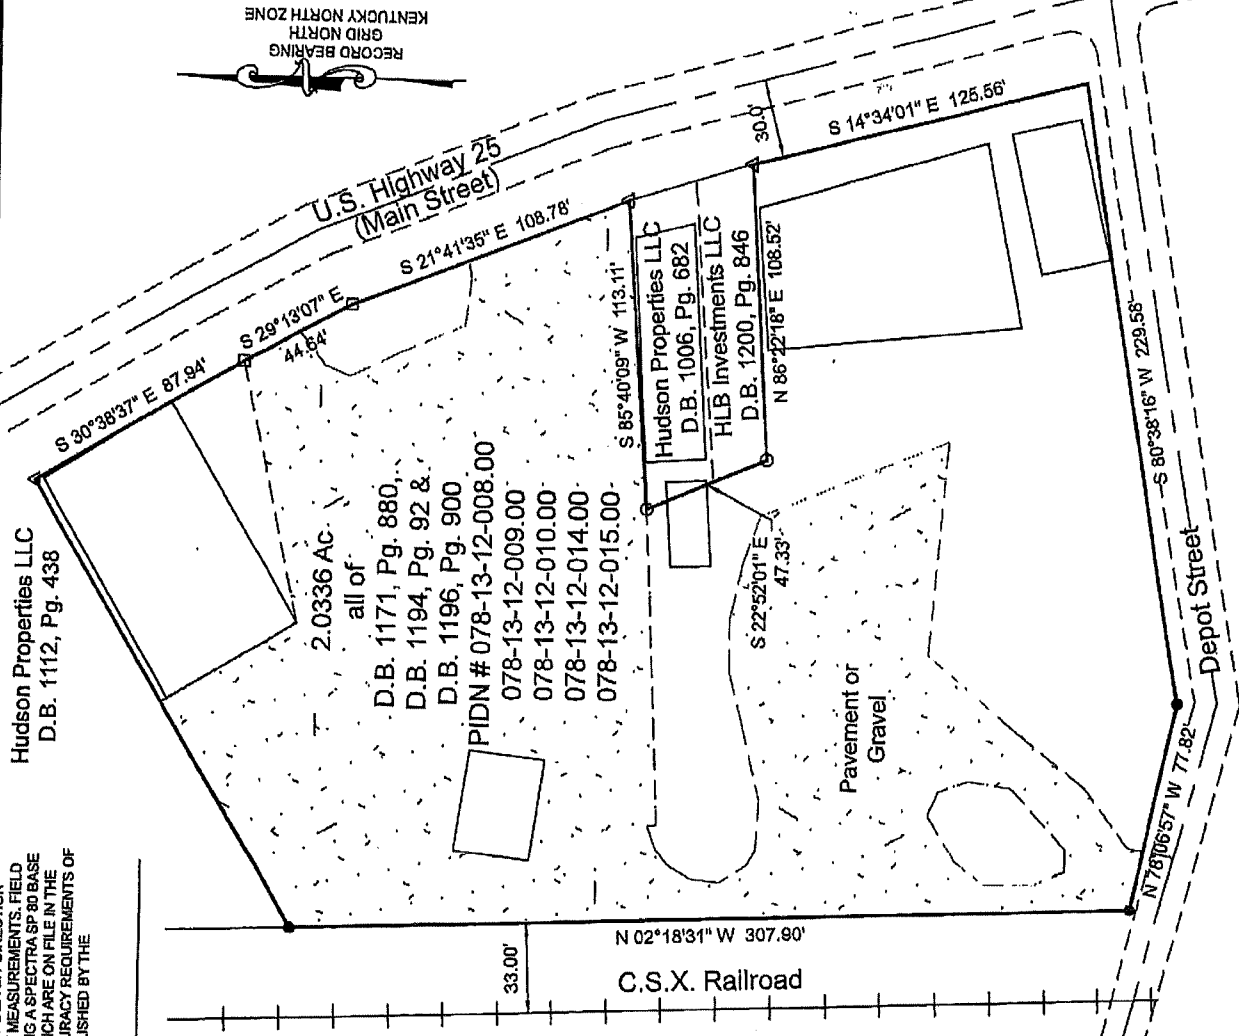 KENTUCKY NORTH ZONE
GRID NORTH
RECORD BEARING
U.S. Highway 25
(Main Street)
30.0'
S 14°34'01" E 125.56'
S 21°41'35" E 108.78'
S 29°13'07" E
44.64'
S 30°38'37" E 87.94'
S 85°40'09" W 113.11'
Hudson Properties LLC
D.B. 1006, Pg. 682
HLB Investments LLC
D.B. 1200, Pg. 846
N 86°22'18" E 108.52'
S 80°38'16" W 229.58'
Hudson Properties LLC
D.B. 1112, Pg. 438
2.0336 Ac.
all of
D.B. 1171, Pg. 880,
D.B. 1194, Pg. 92 &
D.B. 1196, Pg. 900
PIDN # 078-13-12-008.00
078-13-12-009.00
078-13-12-010.00
078-13-12-014.00
078-13-12-015.00
S 22°52'01" E
47.33'
Depot Street
Pavement or
Gravel
N 78°06'57" W 77.82'
N 02°18'31" W 307.90'
33.00'
C.S.X. Railroad
MEASUREMENTS. FIELD
A SPECTRA SP 80 BASE
ARE ON FILE IN THE
REQUIREMENTS OF
BY THE